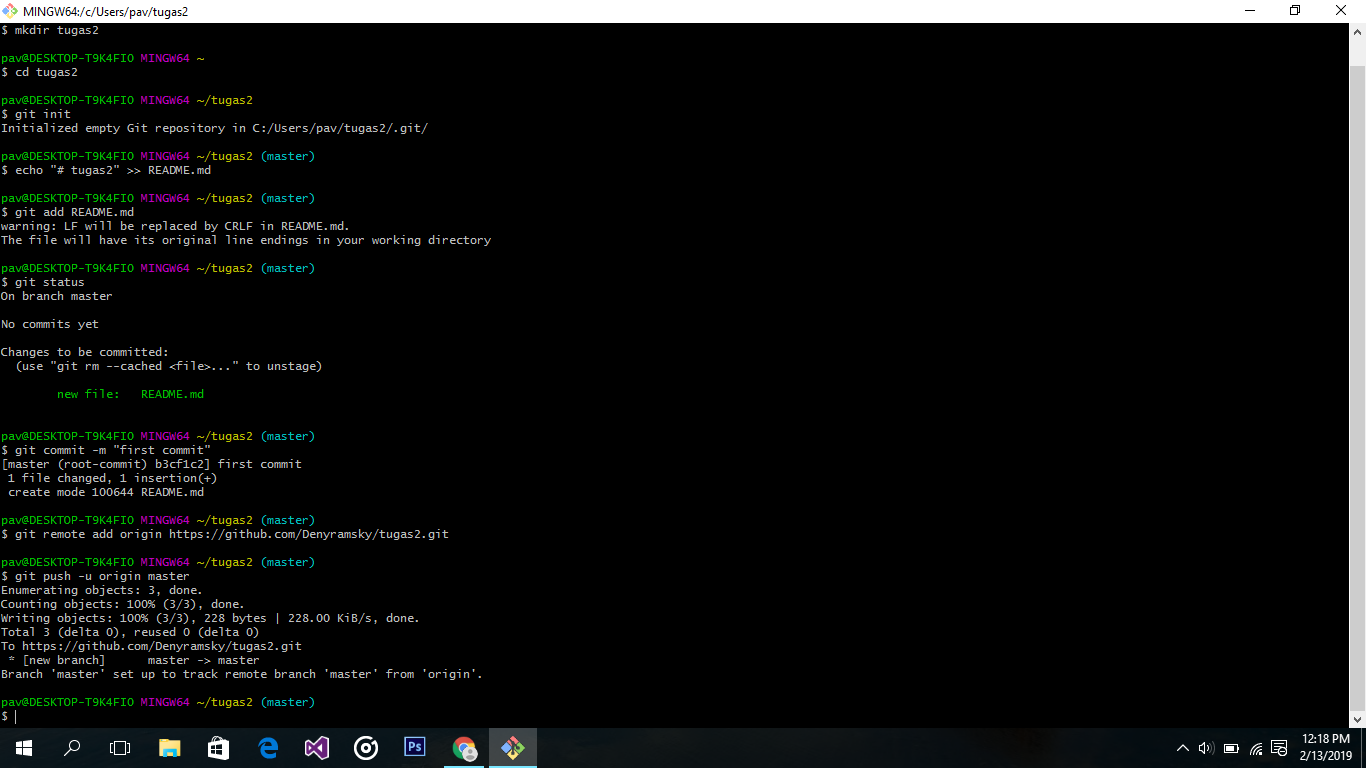 MINGW64:/c/Users/pav/tugas2
$ mkdir tugas2
pav@DESKTOP-T9K4FIO MINGW64 ~
$ cd tugas2
pav@DESKTOP-T9K4FIO MINGW64 ~/tugas2
$ git init
Initialized empty Git repository in C:/Users/pav/tugas2/.git/
pav@DESKTOP-T9K4FIO MINGW64 ~/tugas2 (master)
$ echo "# tugas2" >> README.md
pav@DESKTOP-T9K4FIO MINGW64 ~/tugas2 (master)
$ git add README.md
warning: LF will be replaced by CRLF in README.md.
The file will have its original line endings in your working directory
pav@DESKTOP-T9K4FIO MINGW64 ~/tugas2 (master)
$ git status
On branch master
No commits yet
Changes to be committed:
  (use "git rm --cached <file>..." to unstage)
        new file:   README.md
pav@DESKTOP-T9K4FIO MINGW64 ~/tugas2 (master)
$ git commit -m "first commit"
[master (root-commit) b3cf1c2] first commit
 1 file changed, 1 insertion(+)
 create mode 100644 README.md
pav@DESKTOP-T9K4FIO MINGW64 ~/tugas2 (master)
$ git remote add origin https://github.com/Denyramsky/tugas2.git
pav@DESKTOP-T9K4FIO MINGW64 ~/tugas2 (master)
$ git push -u origin master
Enumerating objects: 3, done.
Counting objects: 100% (3/3), done.
Writing objects: 100% (3/3), 228 bytes | 228.00 KiB/s, done.
Total 3 (delta 0), reused 0 (delta 0)
To https://github.com/Denyramsky/tugas2.git
 * [new branch]      master -> master
Branch 'master' set up to track remote branch 'master' from 'origin'.
pav@DESKTOP-T9K4FIO MINGW64 ~/tugas2 (master)
$
Ps
12:18 PM
2/13/2019